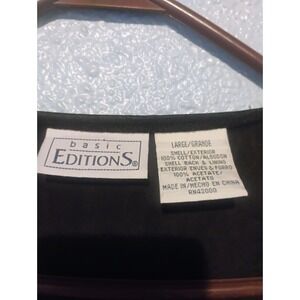 basic
EDITIONS®
LARGE/GRANDE
SHELL/EXTERIOR
100% COTTON/ALGODON
SHELL BACK & LINING
EXTERIOR ENVES & FORRO
100% ACETATE/
ACETATO
MADE IN/HECHO EN CHINA
RN42000